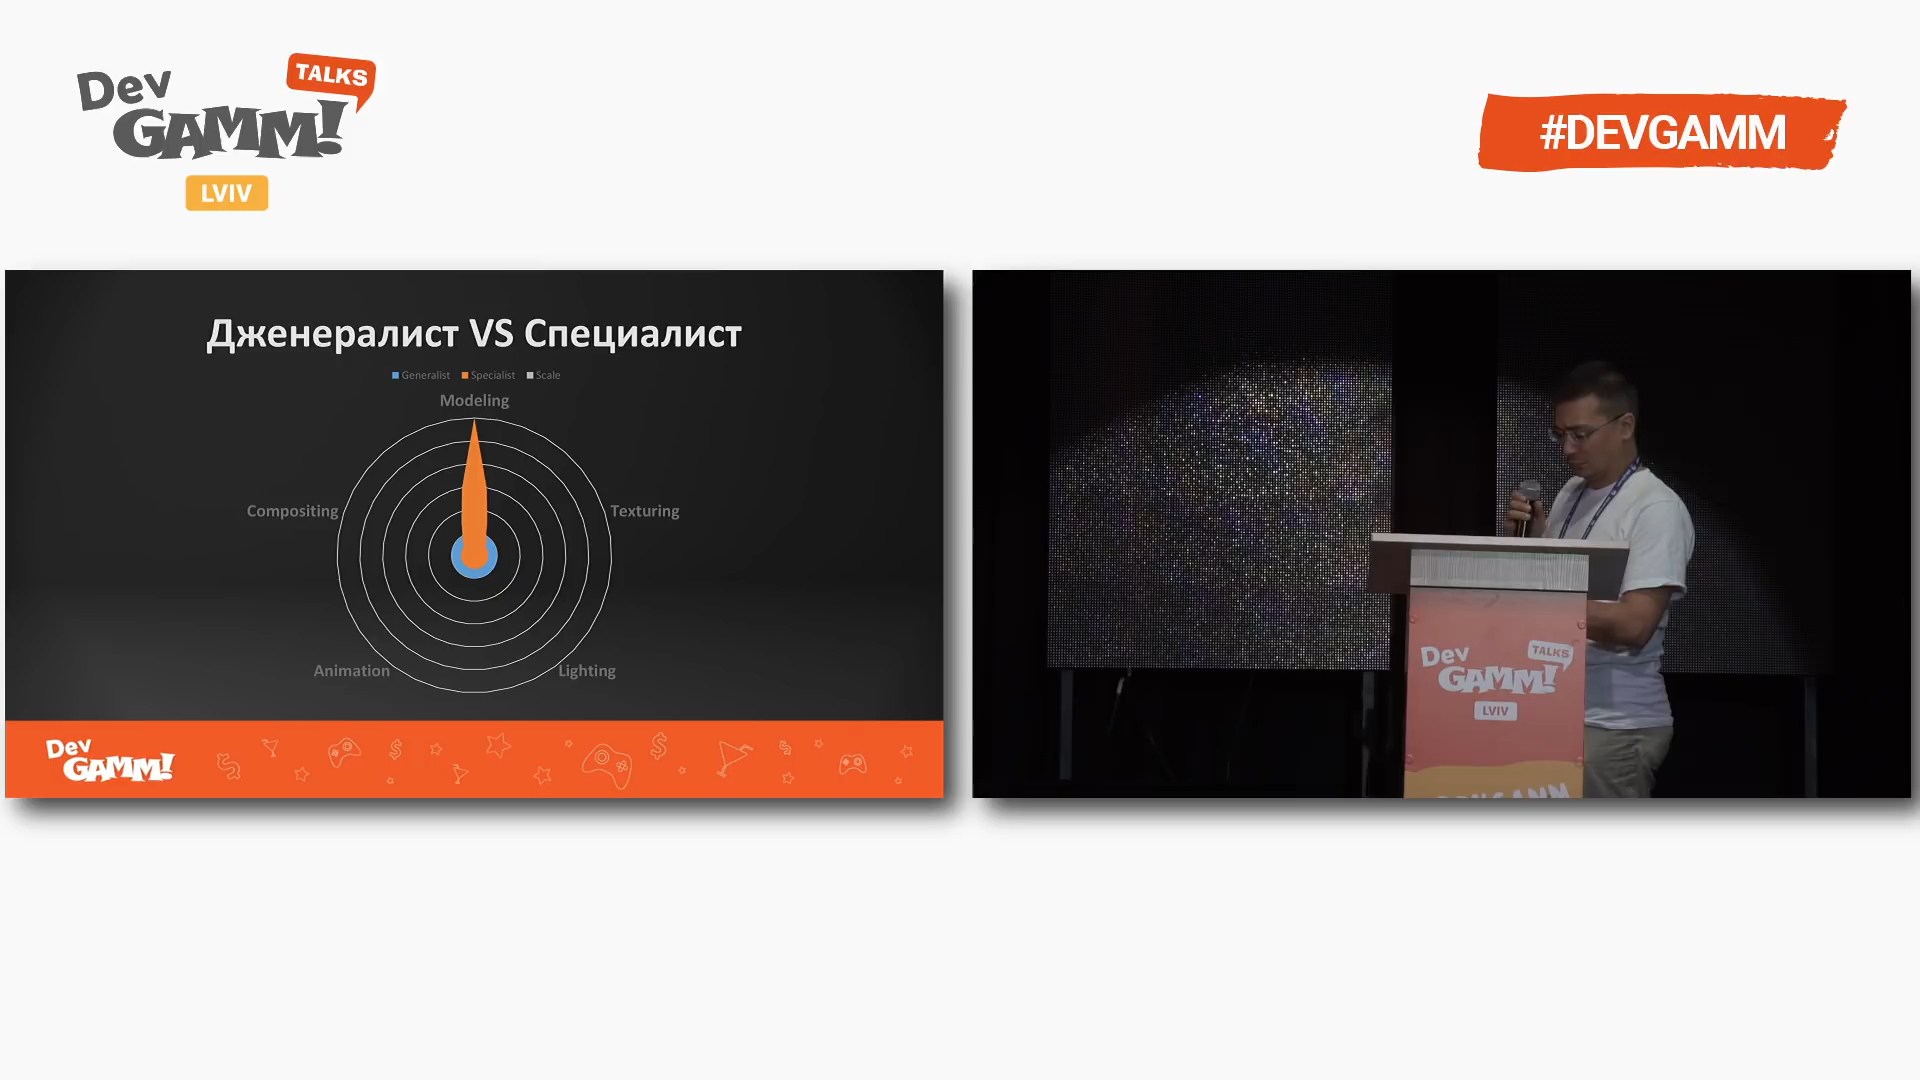 Dev
GAMM!
TALKS
LVIV
#DEVGAMM
Дженералист VS Специалист
Generalist Specialist Scale
Modeling
Compositing
Texturing
Animation
Lighting
Dev
GAMM!
Dev
GAMM!
TALKS
LVIV